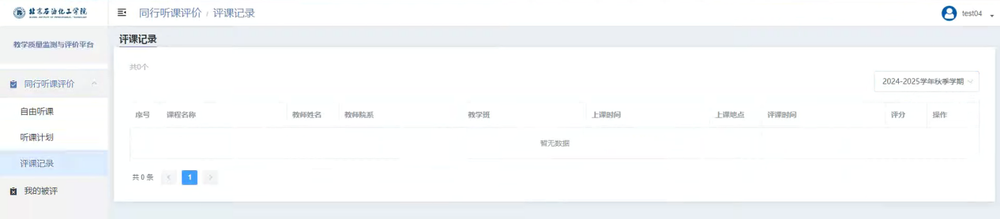 北京石油化工学院
同行听课评价 / 评课记录
test04
教学质量监测与评价平台
同行听课评价
自由听课
听课计划
评课记录
我的被评
评课记录
共0个
2024-2025学年秋季学期
序号 课程名称 教师姓名 教师院系 教学班 上课时间 上课地点 评课时间 评分 操作
暂无数据
共 0 条 < 1 >